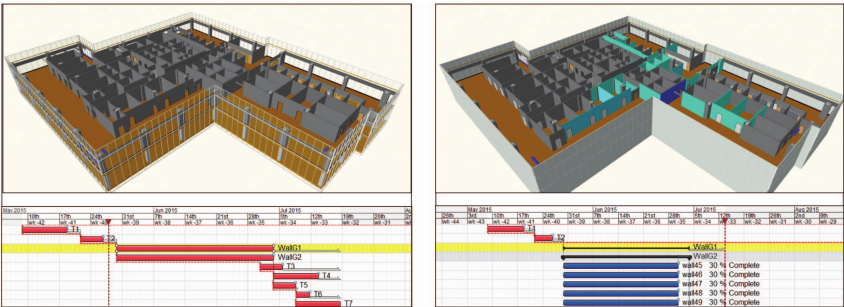 May 2015 Jun 2015 Jul 2015
10th 17th 24th 31st 7th 14th 21st 28th 5th 12th 19th 26th
wk-42 wk-41 wk-39 wk-38 wk-37 wk-36 wk-35 wk-34 wk-33 wk-32 wk-31
T1
T2
WallG1
WallG2
T3
T4
T5
T6
T7
May 2015 Jun 2015 Jul 2015 Aug 2015
26th 3rd 10th 17th 24th 31st 7th 14th 21st 28th 5th 12th 19th 26th 2nd 9th
wk-44 wk-43 wk-42 wk-41 wk-40 wk-39 wk-38 wk-37 wk-36 wk-35 wk-34 wk-33 wk-32 wk-31 wk-30 wk-29
T1
T2
WallG1
WallG2
wall45 30 % Complete
wall46 30 % Complete
wall47 30 % Complete
wall48 30 % Complete
wall49 30 % Complete